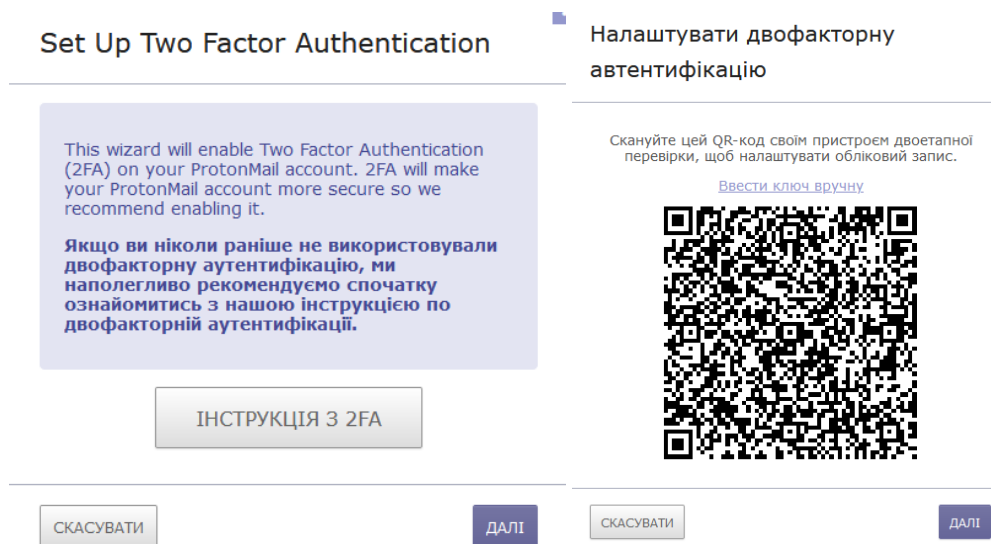 Set Up Two Factor Authentication
This wizard will enable Two Factor Authentication
(2FA) on your ProtonMail account. 2FA will make
your ProtonMail account more secure so we
recommend enabling it.
Якщо ви ніколи раніше не використовували
двофакторну аутентифікацію, ми
наполегливо рекомендуємо спочатку
ознайомитись з нашою інструкцією по
двофакторній аутентифікації.
ІНСТРУКЦІЯ З 2FA
СКАСУВАТИ
ДАЛІ
Налаштувати двофакторну
автентифікацію
Скануйте цей QR-код своїм пристроєм двоетапної
перевірки, щоб налаштувати обліковий запис.
Ввести ключ вручну
СКАСУВАТИ
ДАЛІ